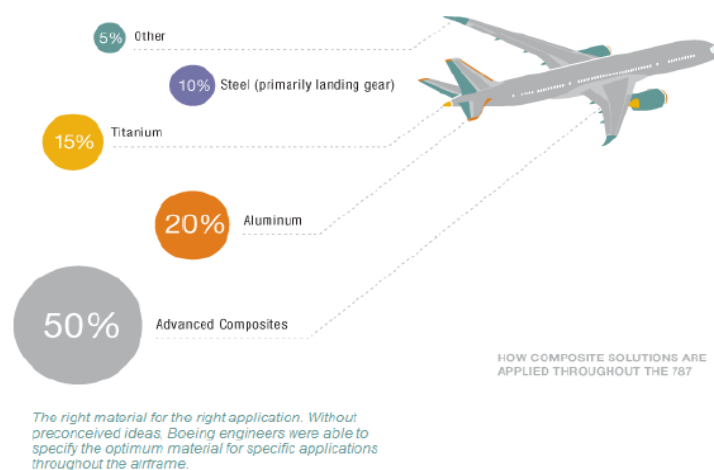 5% Other
10% Steel (primarily landing gear)
15% Titanium
20% Aluminum
50% Advanced Composites
HOW COMPOSITE SOLUTIONS ARE
APPLIED THROUGHOUT THE 787
The right material for the right application. Without
preconceived ideas, Boeing engineers were able to
specify the optimum material for specific applications
throughout the airframe.